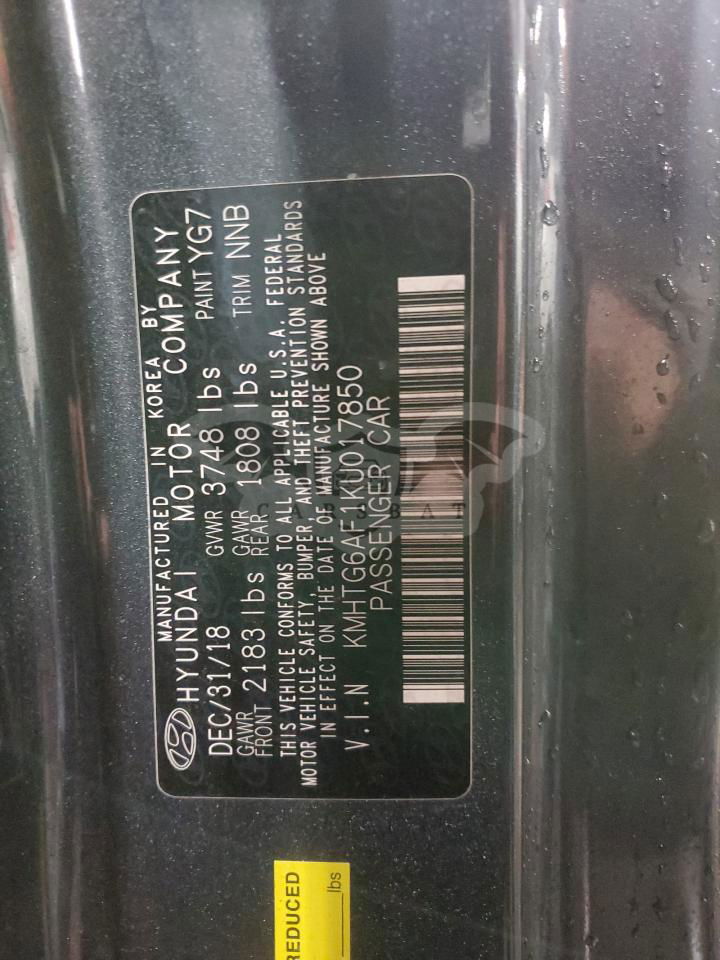 MANUFACTURED IN KOREA BY
HYUNDAI MOTOR COMPANY
DEC/31/18 GVWR 3748 lbs PAINT YG7
GAWR FRONT 2183 lbs GAWR REAR 1808 lbs TRIM NNB
THIS VEHICLE CONFORMS TO ALL APPLICABLE U.S.A. FEDERAL
MOTOR VEHICLE SAFETY, BUMPER, AND THEFT PREVENTION STANDARDS
IN EFFECT ON THE DATE OF MANUFACTURE SHOWN ABOVE
V.I.N KMHTG6AF1KU017850
PASSENGER CAR
REDUCED
lbs